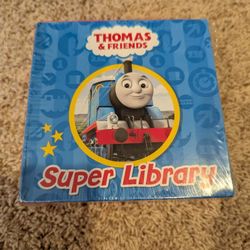 THOMAS
& FRIENDS
Super Library